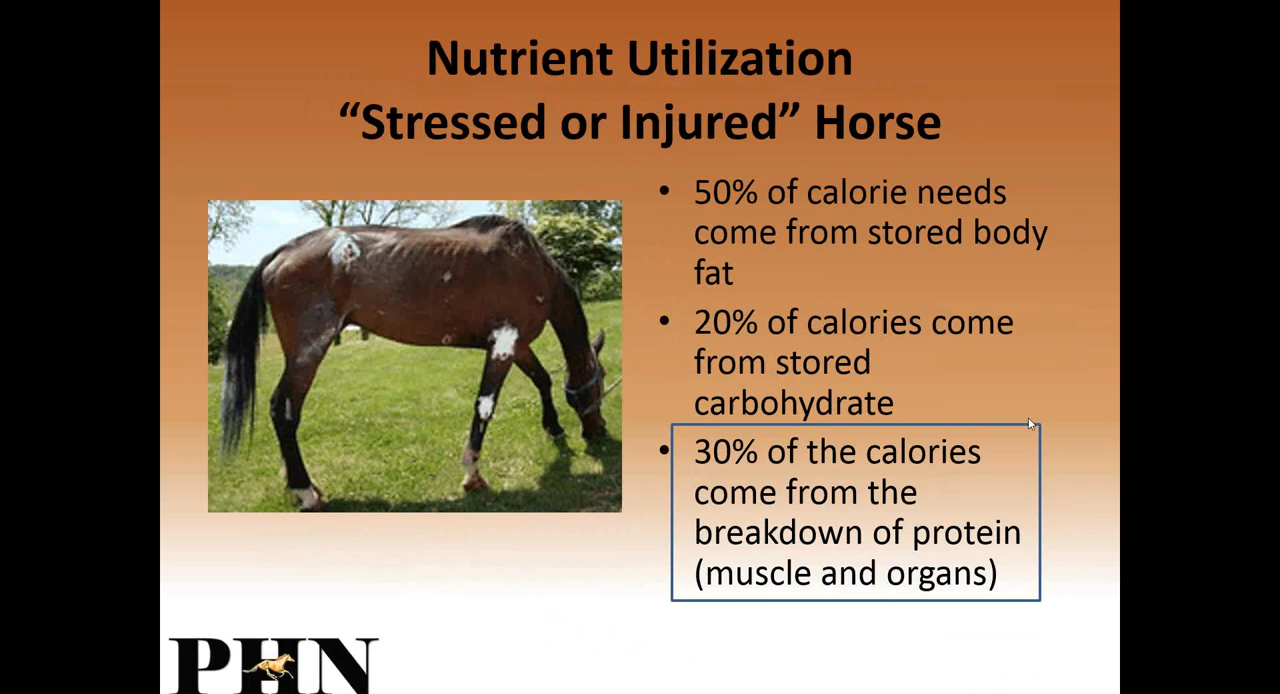 Nutrient Utilization
“Stressed or Injured” Horse
• 50% of calorie needs
come from stored body
fat
• 20% of calories come
from stored
carbohydrate
• 30% of the calories
come from the
breakdown of protein
(muscle and organs)
PHN